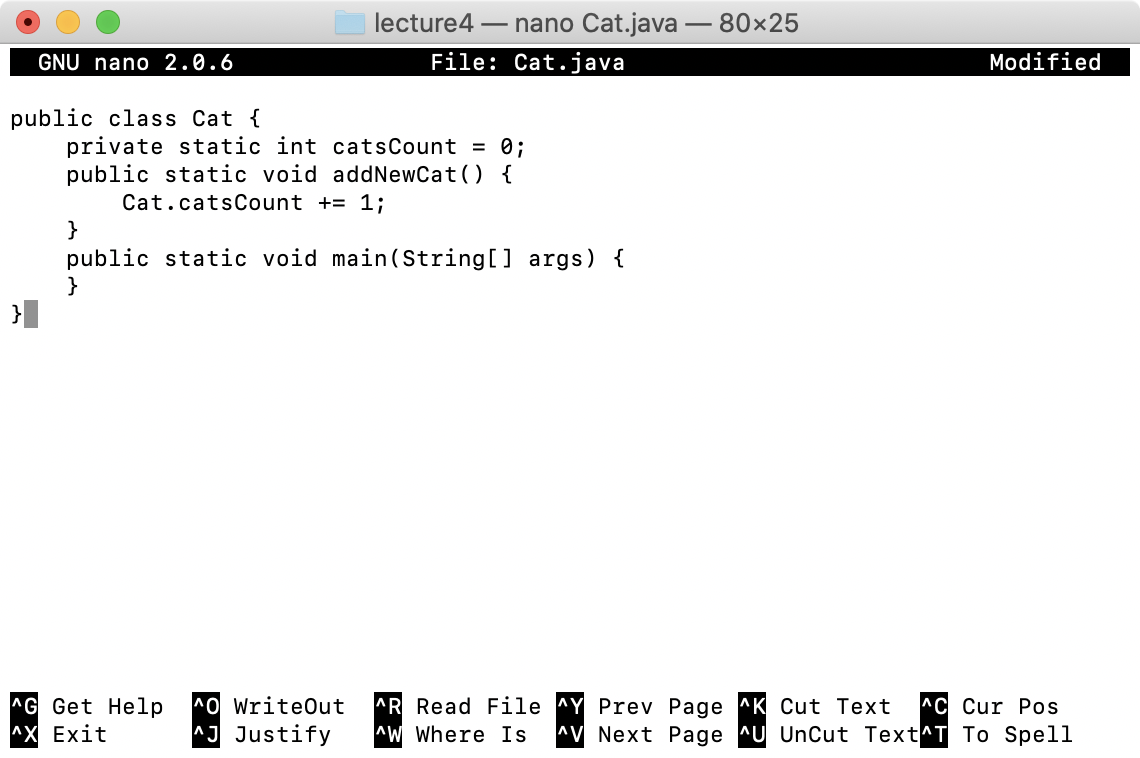 lecture4 — nano Cat.java — 80×25
GNU nano 2.0.6 File: Cat.java Modified
public class Cat {
    private static int catsCount = 0;
    public static void addNewCat() {
        Cat.catsCount += 1;
    }
    public static void main(String[] args) {
    }
}
^G Get Help ^O WriteOut ^R Read File ^Y Prev Page ^K Cut Text ^C Cur Pos
^X Exit ^J Justify ^W Where Is ^V Next Page ^U UnCut Text ^T To Spell